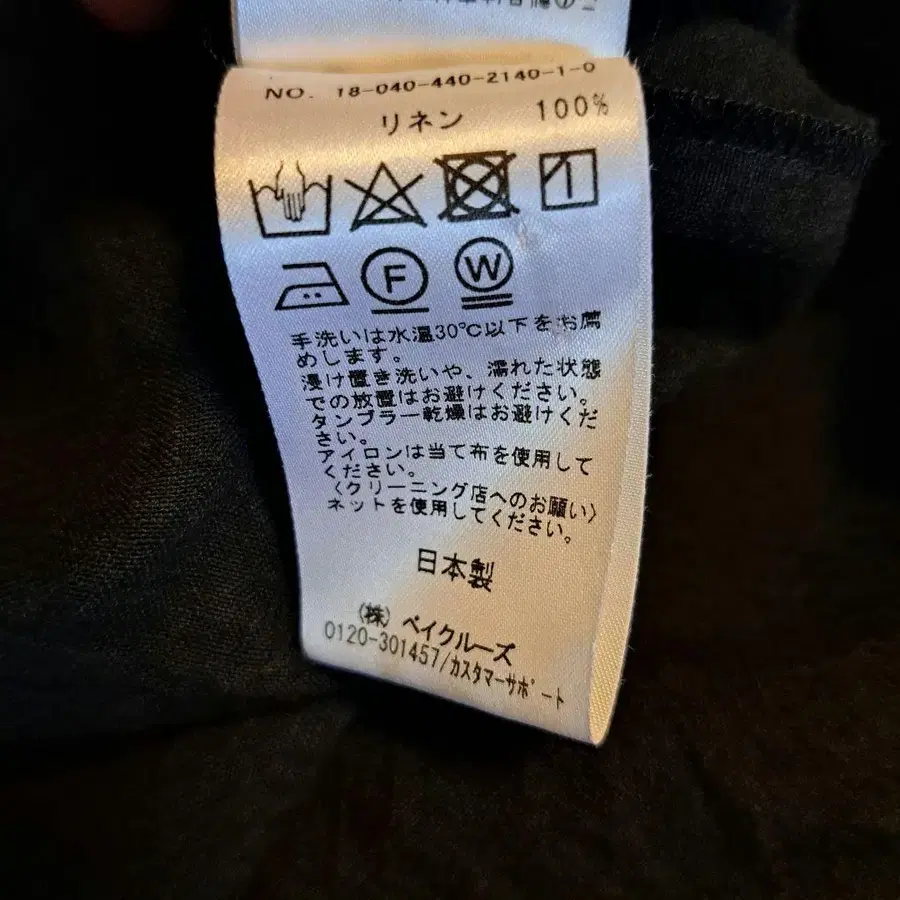 NO. 18-040-440-2140-1-0
リネン 100%
F W
手洗いは水温30℃以下をお薦
めします。
浸け置き洗いや、濡れた状態
での放置はお避けください。
タンブラー乾燥はお避けくだ
さい。
アイロンは当て布を使用して
ください。
〈クリーニング店へのお願い〉
ネットを使用してください。
日本製
(株) ベイクルーズ
0120-301457/カスタマーサポート